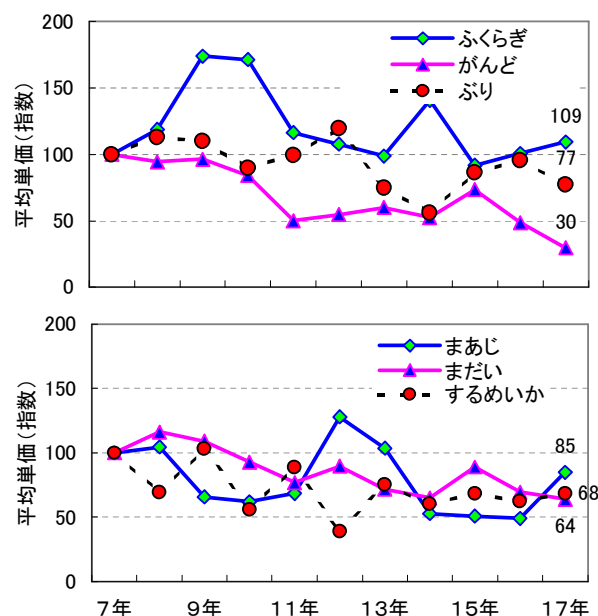 200
150
100
50
0
平均単価(指数)
ふくらぎ
がんど
ぶり
109
77
30
200
150
100
50
0
平均単価(指数)
まあじ
まだい
するめいか
85
68
64
7年 9年 11年 13年 15年 17年